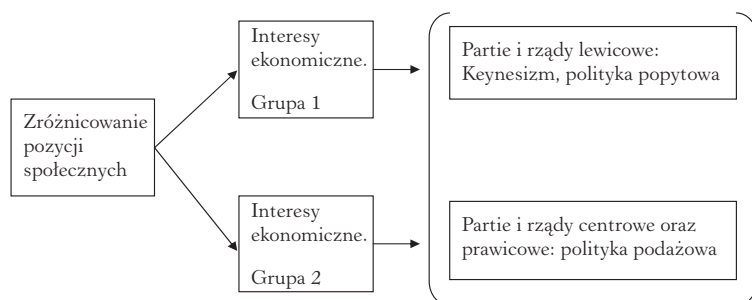 Zróżnicowanie
pozycji
społecznych
Interesy
ekonomiczne.
Grupa 1
Partie i rządy lewicowe:
Keynesizm, polityka popytowa
Interesy
ekonomiczne.
Grupa 2
Partie i rządy centrowe oraz
prawicowe: polityka podażowa